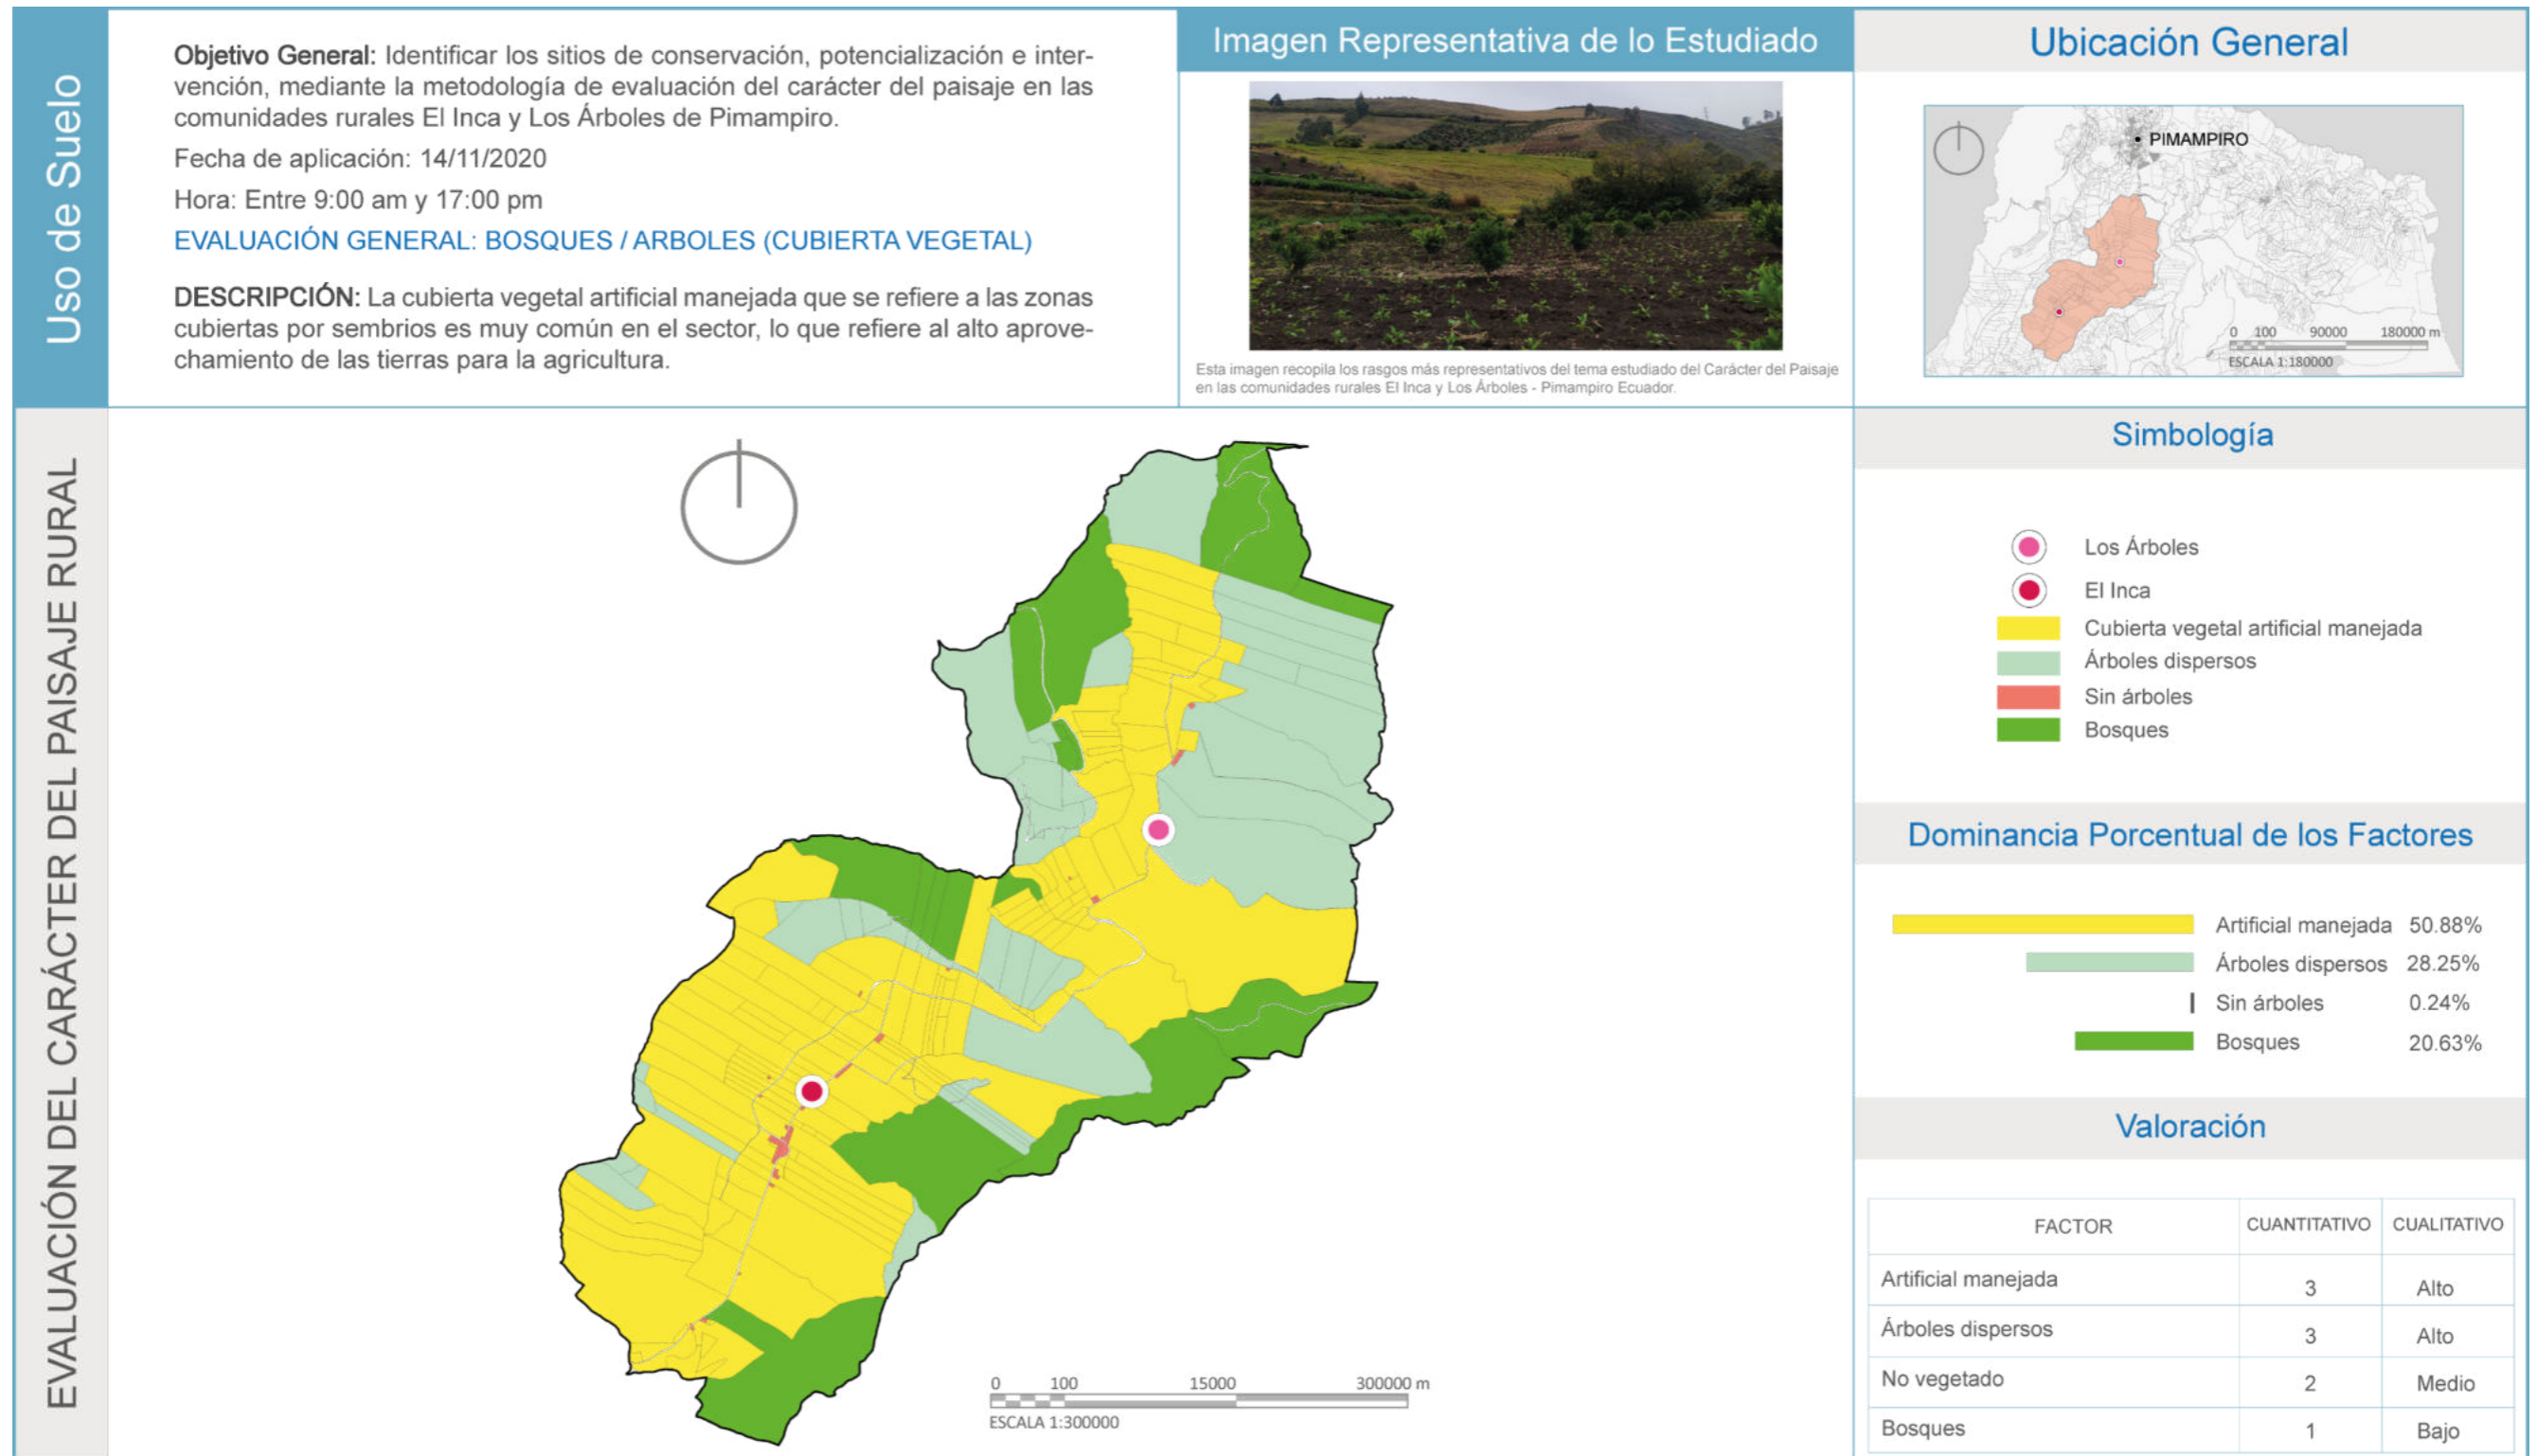 Uso de Suelo
Objetivo General: Identificar los sitios de conservación, potencialización e inter-
vención, mediante la metodología de evaluación del carácter del paisaje en las
comunidades rurales El Inca y Los Árboles de Pimampiro.
Fecha de aplicación: 14/11/2020
Hora: Entre 9:00 am y 17:00 pm
EVALUACIÓN GENERAL: BOSQUES / ARBOLES (CUBIERTA VEGETAL)
DESCRIPCIÓN: La cubierta vegetal artificial manejada que se refiere a las zonas
cubiertas por sembrios es muy común en el sector, lo que refiere al alto aprove-
chamiento de las tierras para la agricultura.
Imagen Representativa de lo Estudiado
Esta imagen recopila los rasgos más representativos del tema estudiado del Carácter del Paisaje
en las comunidades rurales El Inca y Los Árboles - Pimampiro Ecuador.
Ubicación General
PIMAMPIRO
0 100 90000 180000 m
ESCALA 1:180000
EVALUACIÓN DEL CARÁCTER DEL PAISAJE RURAL
0 100 15000 300000 m
ESCALA 1:300000
Simbología
Los Árboles
El Inca
Cubierta vegetal artificial manejada
Árboles dispersos
Sin árboles
Bosques
Dominancia Porcentual de los Factores
Artificial manejada 50.88%
Árboles dispersos 28.25%
Sin árboles 0.24%
Bosques 20.63%
Valoración
FACTOR CUANTITATIVO CUALITATIVO
Artificial manejada 3 Alto
Árboles dispersos 3 Alto
No vegetado 2 Medio
Bosques 1 Bajo